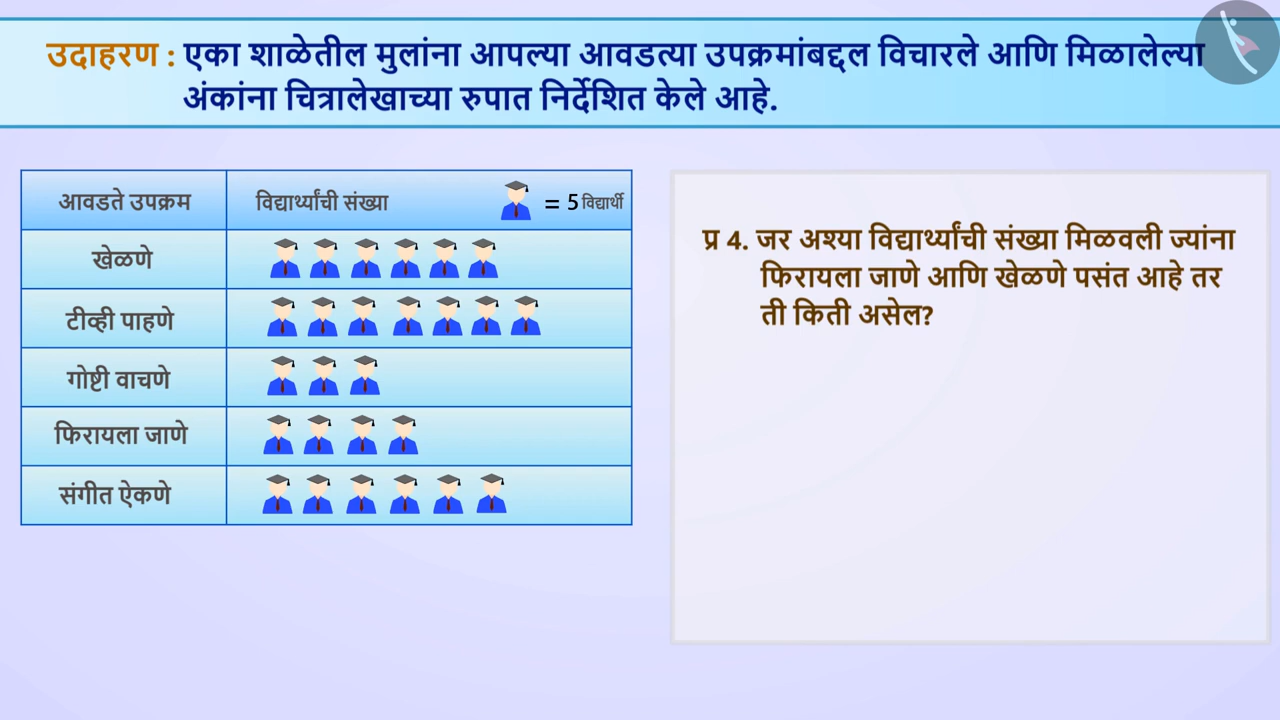 उदाहरण : एका शाळेतील मुलांना आपल्या आवडत्या उपक्रमांबद्दल विचारले आणि मिळालेल्या
अंकांना चित्रालेखाच्या रुपात निर्देशित केले आहे.
आवडते उपक्रम विद्यार्थ्यांची संख्या = 5 विद्यार्थी
खेळणे
टीव्ही पाहणे
गोष्टी वाचणे
फिरायला जाणे
संगीत ऐकणे
प्र 4. जर अश्या विद्यार्थ्यांची संख्या मिळवली ज्यांना
फिरायला जाणे आणि खेळणे पसंत आहे तर
ती किती असेल?